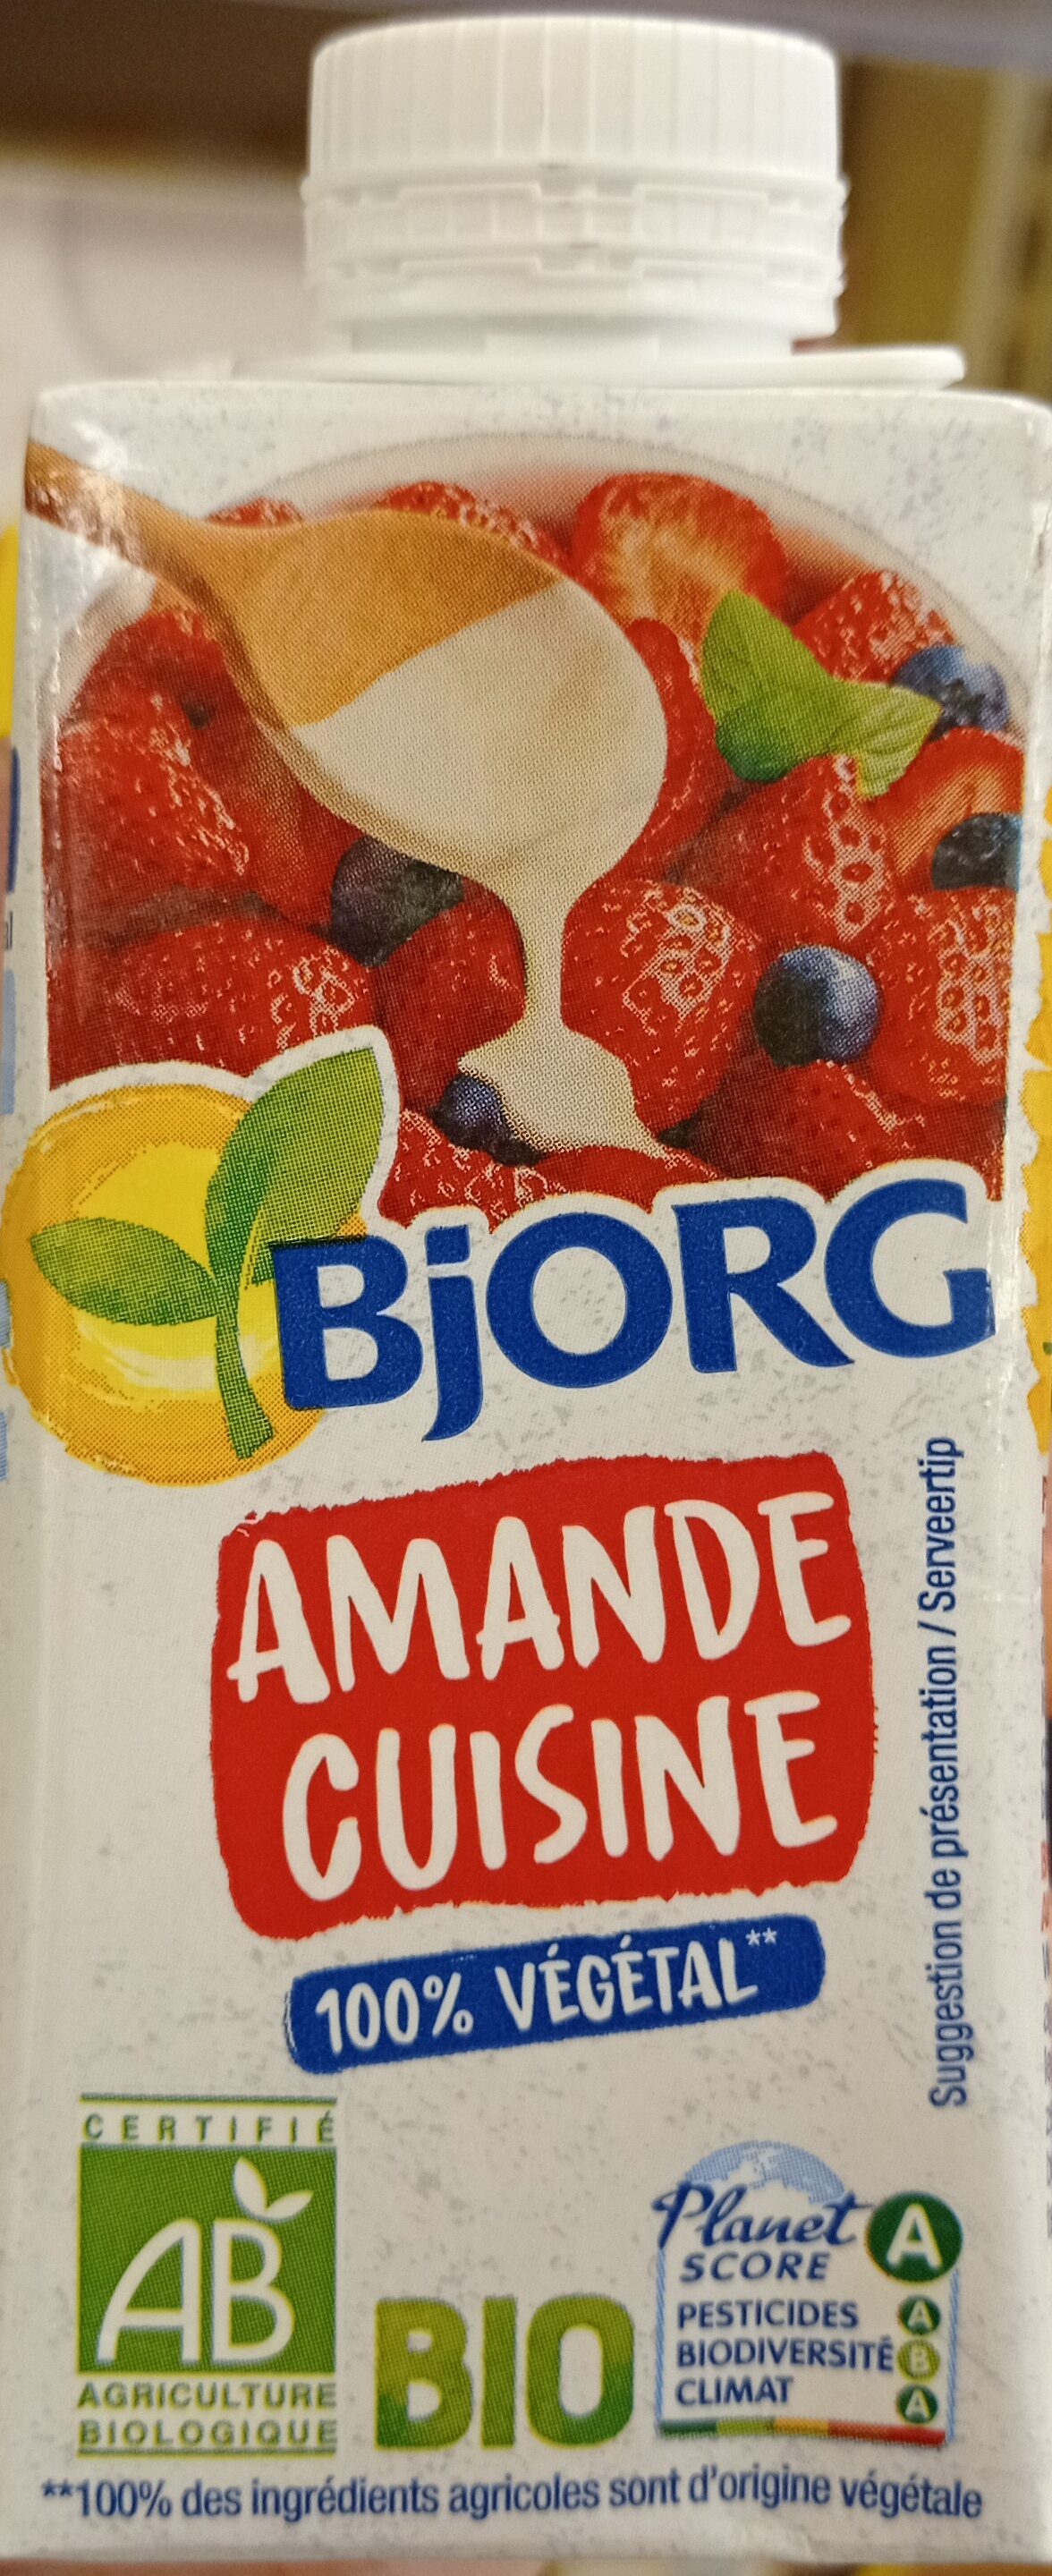 BjORG
AMANDE
CUISINE
100% VÉGÉTAL**
Suggestion de présentation / Serveertip
CERTIFIÉ
AB
AGRICULTURE
BIOLOGIQUE
BIO
Planet A
SCORE
PESTICIDES A
BIODIVERSITÉ B
CLIMAT A
**100% des ingrédients agricoles sont d'origine végétale